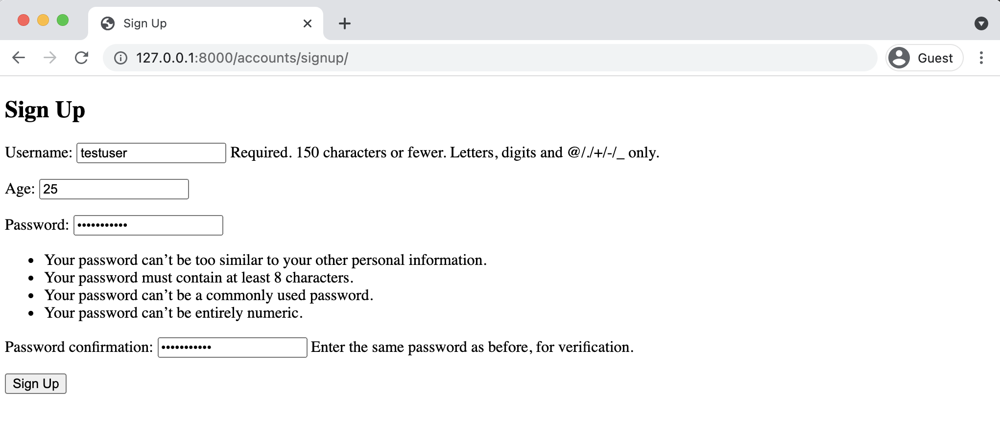 Sign Up
127.0.0.1:8000/accounts/signup/
Guest
Sign Up
Username: testuser Required. 150 characters or fewer. Letters, digits and @/./+/-/_ only.
Age: 25
Password: •••••••••••
• Your password can’t be too similar to your other personal information.
• Your password must contain at least 8 characters.
• Your password can’t be a commonly used password.
• Your password can’t be entirely numeric.
Password confirmation: ••••••••••• Enter the same password as before, for verification.
Sign Up